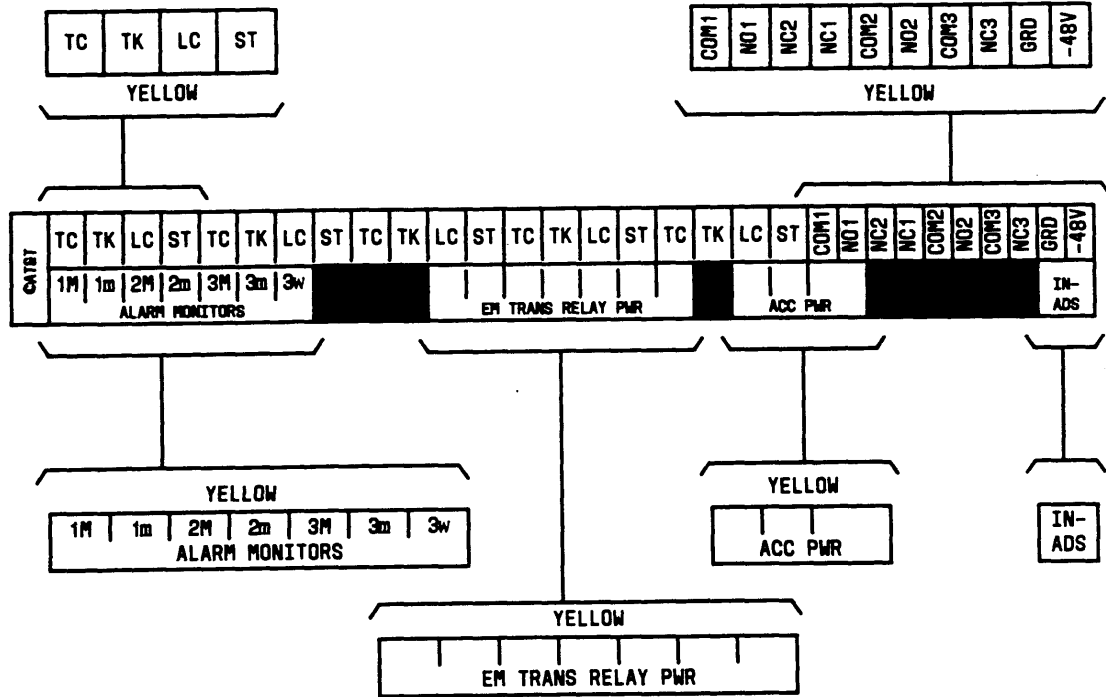 TC TK LC ST
YELLOW
COM1 NO1 NC2 NC1 COM2 NO2 COM3 NC3 GRD -48V
YELLOW
©AT&T
TC TK LC ST TC TK LC ST TC TK LC ST TC TK LC ST TC TK LC ST COM1 NO1 NC2 NC1 COM2 NO2 COM3 NC3 GRD -48V
1M 1m 2M 2m 3M 3m 3w
ALARM MONITORS
EM TRANS RELAY PWR
ACC PWR
IN-
ADS
YELLOW
1M 1m 2M 2m 3M 3m 3w
ALARM MONITORS
YELLOW
ACC PWR
IN-
ADS
YELLOW
EM TRANS RELAY PWR